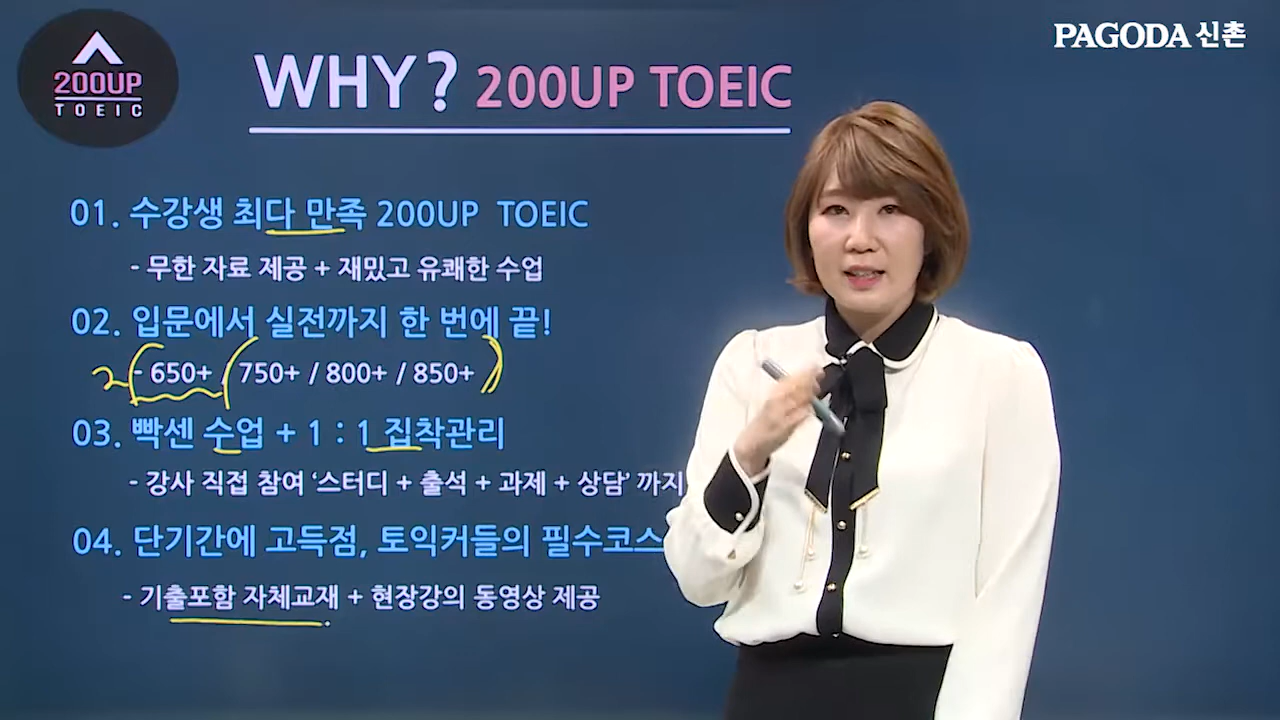 PAGODA 신촌
200UP
TOEIC
WHY? 200UP TOEIC
01. 수강생 최다 만족 200UP TOEIC
- 무한 자료 제공 + 재밌고 유쾌한 수업
02. 입문에서 실전까지 한 번에 끝!
- 650+ / 750+ / 800+ / 850+
03. 빡센 수업 + 1 : 1 집착관리
- 강사 직접 참여 ‘스터디 + 출석 + 과제 + 상담’ 까지
04. 단기간에 고득점, 토익커들의 필수코스
- 기출포함 자체교재 + 현장강의 동영상 제공